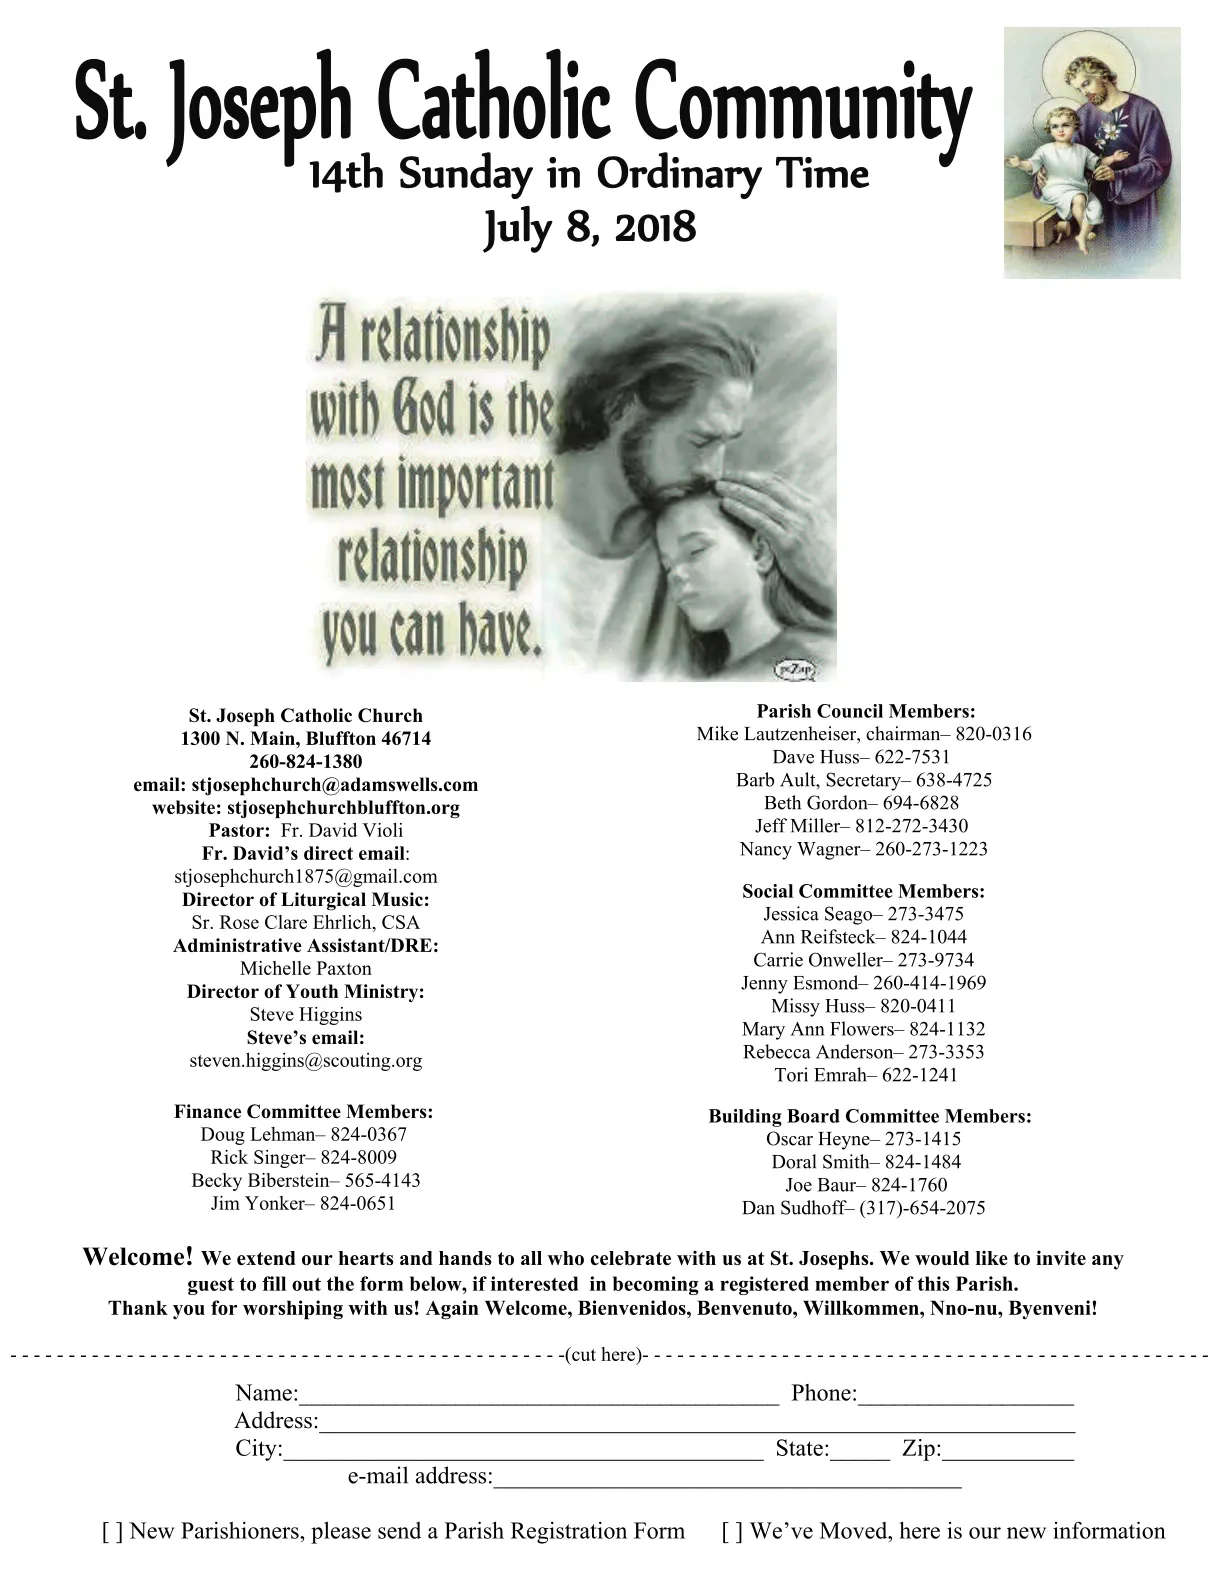 St. Joseph Catholic Community
14th Sunday in Ordinary Time
July 8, 2018
A relationship
with God is the
most important
relationship
you can have.
St. Joseph Catholic Church
1300 N. Main, Bluffton 46714
260-824-1380
email: stjosephchurch@adamswells.com
website: stjosephchurchbluffton.org
Pastor:  Fr. David Violi
Fr. David’s direct email:
stjosephchurch1875@gmail.com
Director of Liturgical Music:
Sr. Rose Clare Ehrlich, CSA
Administrative Assistant/DRE:
Michelle Paxton
Director of Youth Ministry:
Steve Higgins
Steve’s email:
steven.higgins@scouting.org
Finance Committee Members:
Doug Lehman– 824-0367
Rick Singer– 824-8009
Becky Biberstein– 565-4143
Jim Yonker– 824-0651
Parish Council Members:
Mike Lautzenheiser, chairman– 820-0316
Dave Huss– 622-7531
Barb Ault, Secretary– 638-4725
Beth Gordon– 694-6828
Jeff Miller– 812-272-3430
Nancy Wagner– 260-273-1223
Social Committee Members:
Jessica Seago– 273-3475
Ann Reifsteck– 824-1044
Carrie Onweller– 273-9734
Jenny Esmond– 260-414-1969
Missy Huss– 820-0411
Mary Ann Flowers– 824-1132
Rebecca Anderson– 273-3353
Tori Emrah– 622-1241
Building Board Committee Members:
Oscar Heyne– 273-1415
Doral Smith– 824-1484
Joe Baur– 824-1760
Dan Sudhoff– (317)-654-2075
Welcome! We extend our hearts and hands to all who celebrate with us at St. Josephs. We would like to invite any
guest to fill out the form below, if interested  in becoming a registered member of this Parish.
Thank you for worshiping with us! Again Welcome, Bienvenidos, Benvenuto, Willkommen, Nno-nu, Byenveni!
(cut here)
Name: Phone:
Address:
City: State: Zip:
e-mail address:
[ ] New Parishioners, please send a Parish Registration Form [ ] We’ve Moved, here is our new information